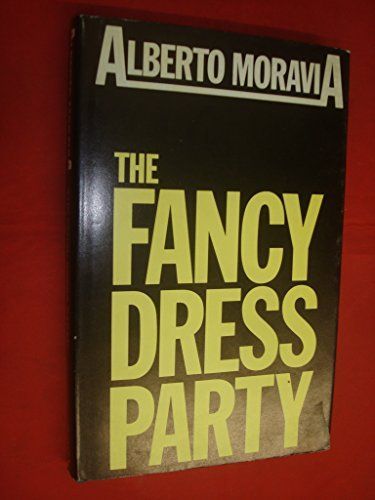 ALBERTO MORAVIA
THE
FANCY
DRESS
PARTY